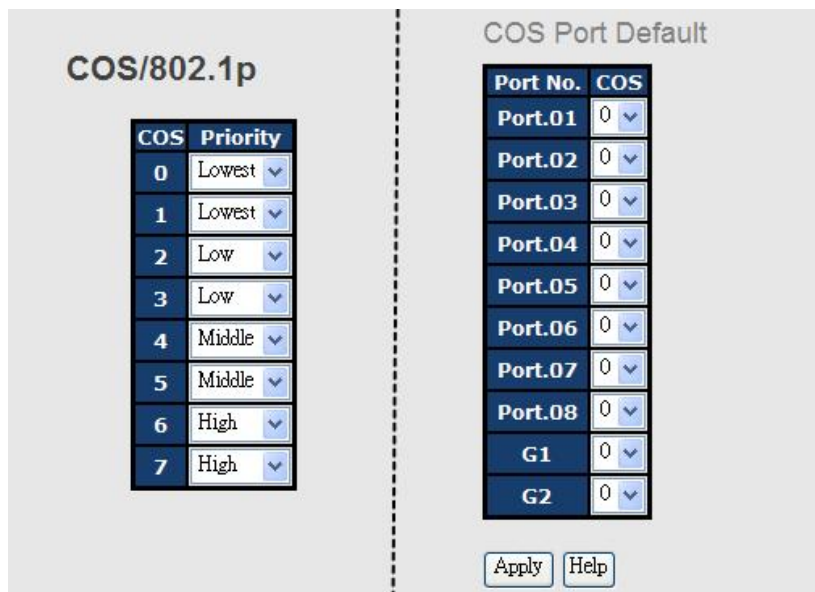 COS/802.1p
COS Priority
0 Lowest
1 Lowest
2 Low
3 Low
4 Middle
5 Middle
6 High
7 High
COS Port Default
Port No. COS
Port.01 0
Port.02 0
Port.03 0
Port.04 0
Port.05 0
Port.06 0
Port.07 0
Port.08 0
G1 0
G2 0
Apply Help